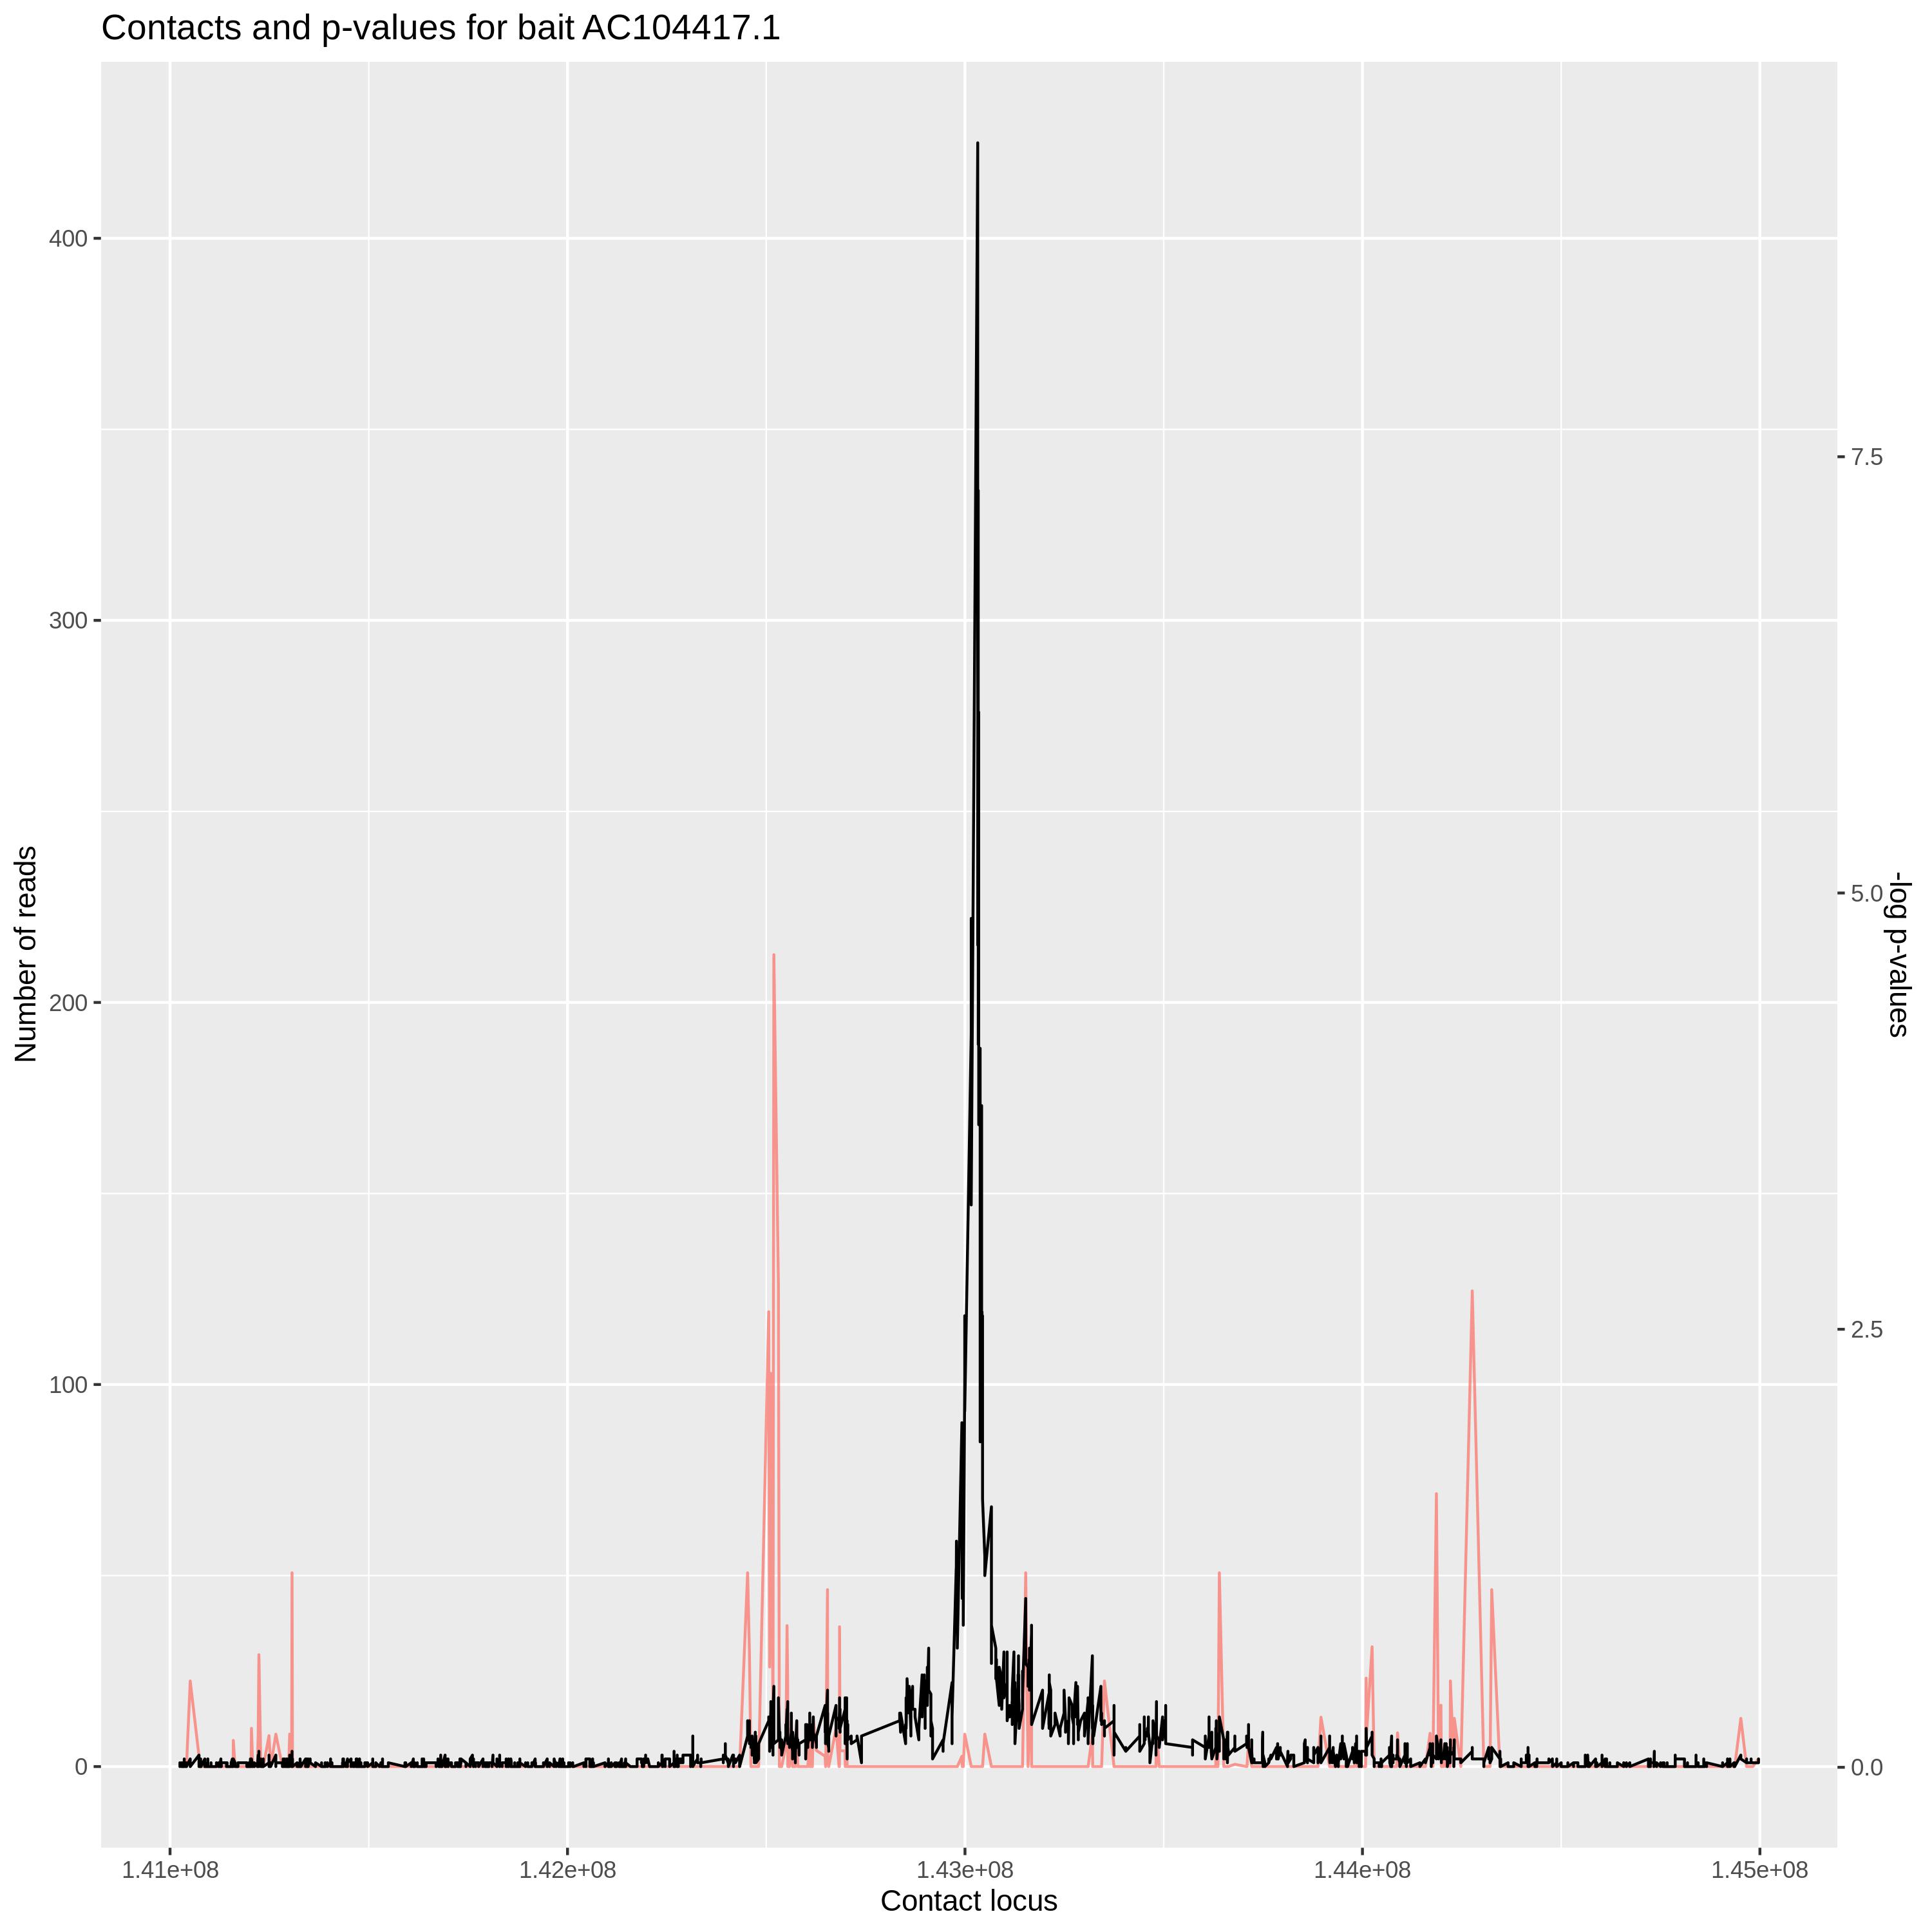 Contacts and p-values for bait AC104417.1
400
300
200
100
0
Number of reads
7.5
5.0
2.5
0.0
-log p-values
1.41e+08
1.42e+08
1.43e+08
1.44e+08
1.45e+08
Contact locus